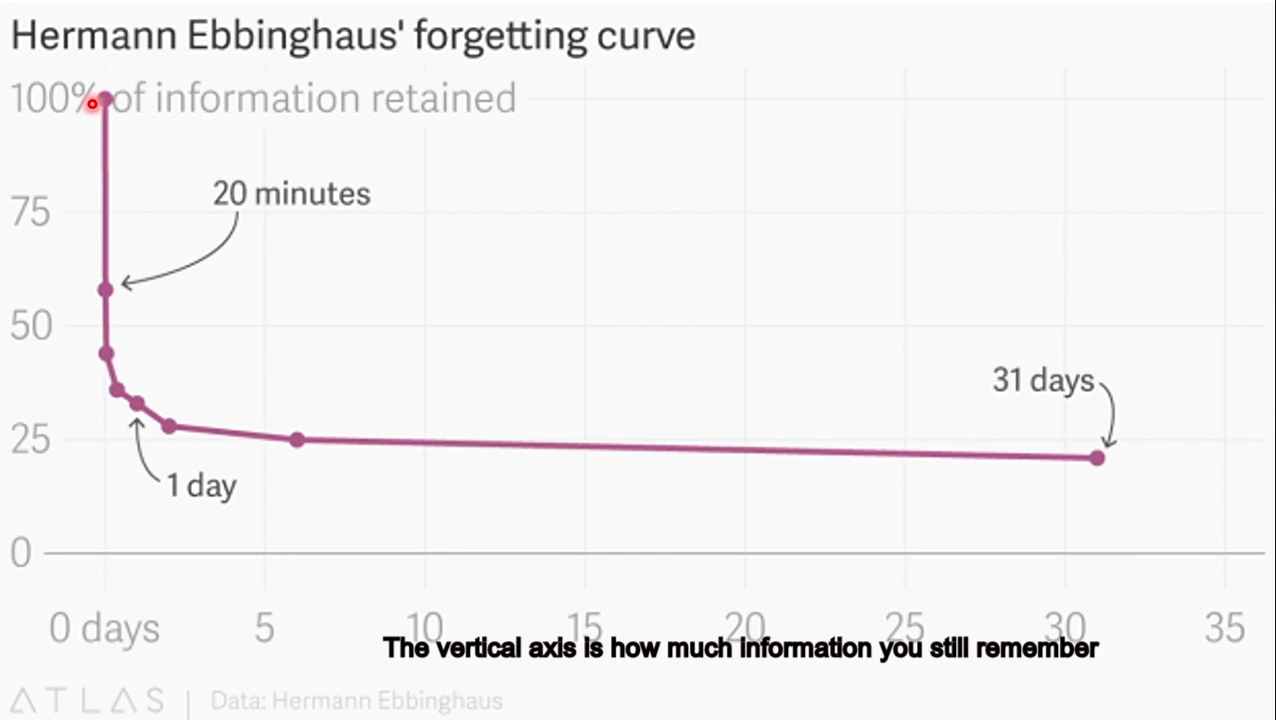 Hermann Ebbinghaus' forgetting curve
100% of information retained
20 minutes
75
50
31 days
25
1 day
0
0 days 5 10 15 20 25 30 35
The vertical axis is how much information you still remember
ATLAS | Data: Hermann Ebbinghaus